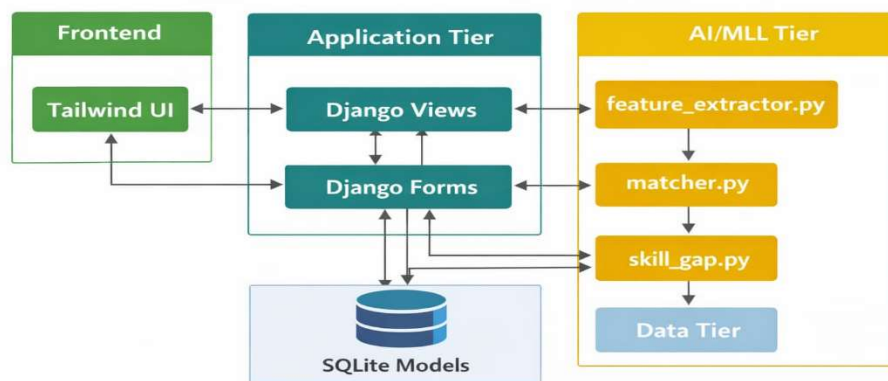 Frontend
Application Tier
AI/MLL Tier
Tailwind UI
Django Views
feature_extractor.py
Django Forms
matcher.py
skill_gap.py
Data Tier
SQLite Models